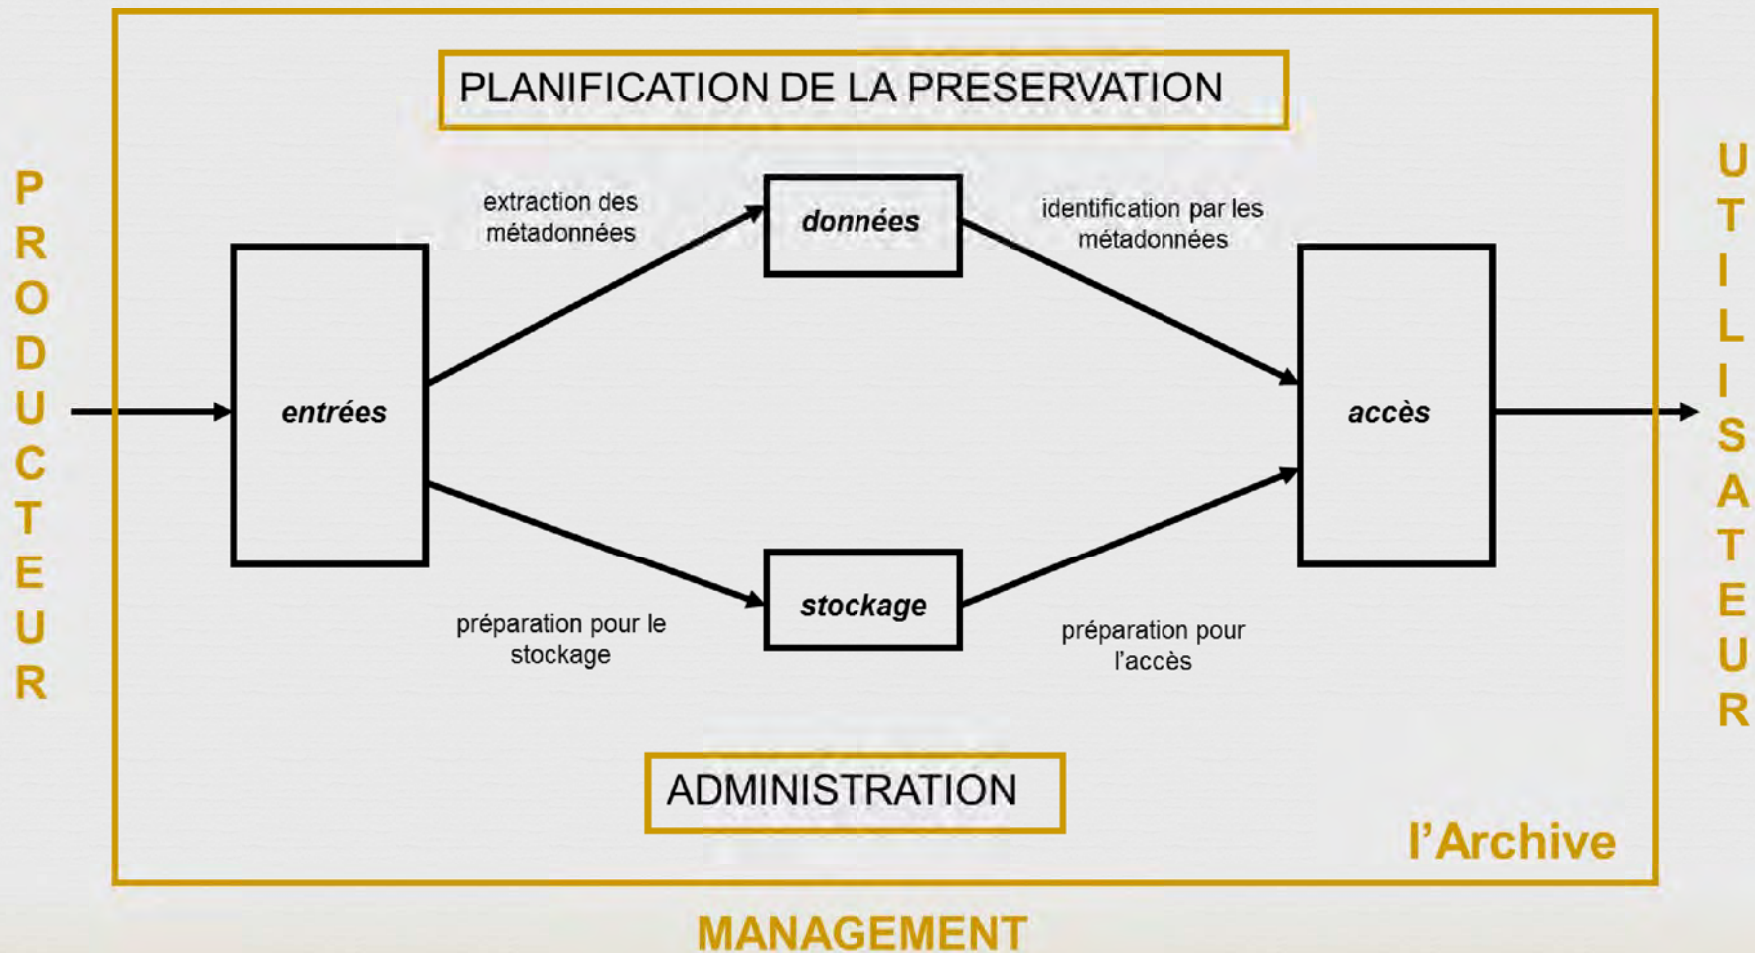 PLANIFICATION DE LA PRESERVATION
PRODUCTEUR
extraction des
métadonnées
données
identification par les
métadonnées
entrées
accès
UTILISATEUR
préparation pour le
stockage
stockage
préparation pour
l'accès
ADMINISTRATION
l’Archive
MANAGEMENT